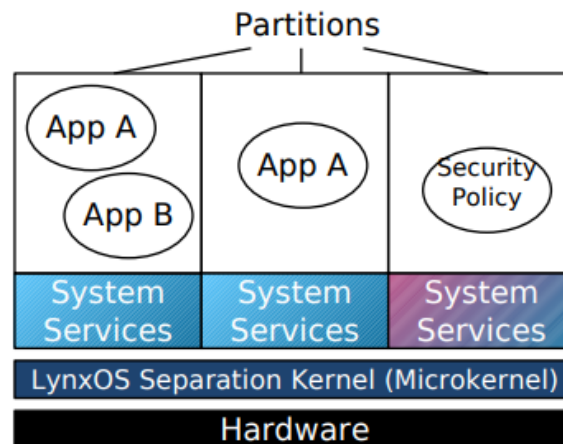 Partitions
App A
App B
App A
Security
Policy
System
Services
System
Services
System
Services
LynxOS Separation Kernel (Microkernel)
Hardware